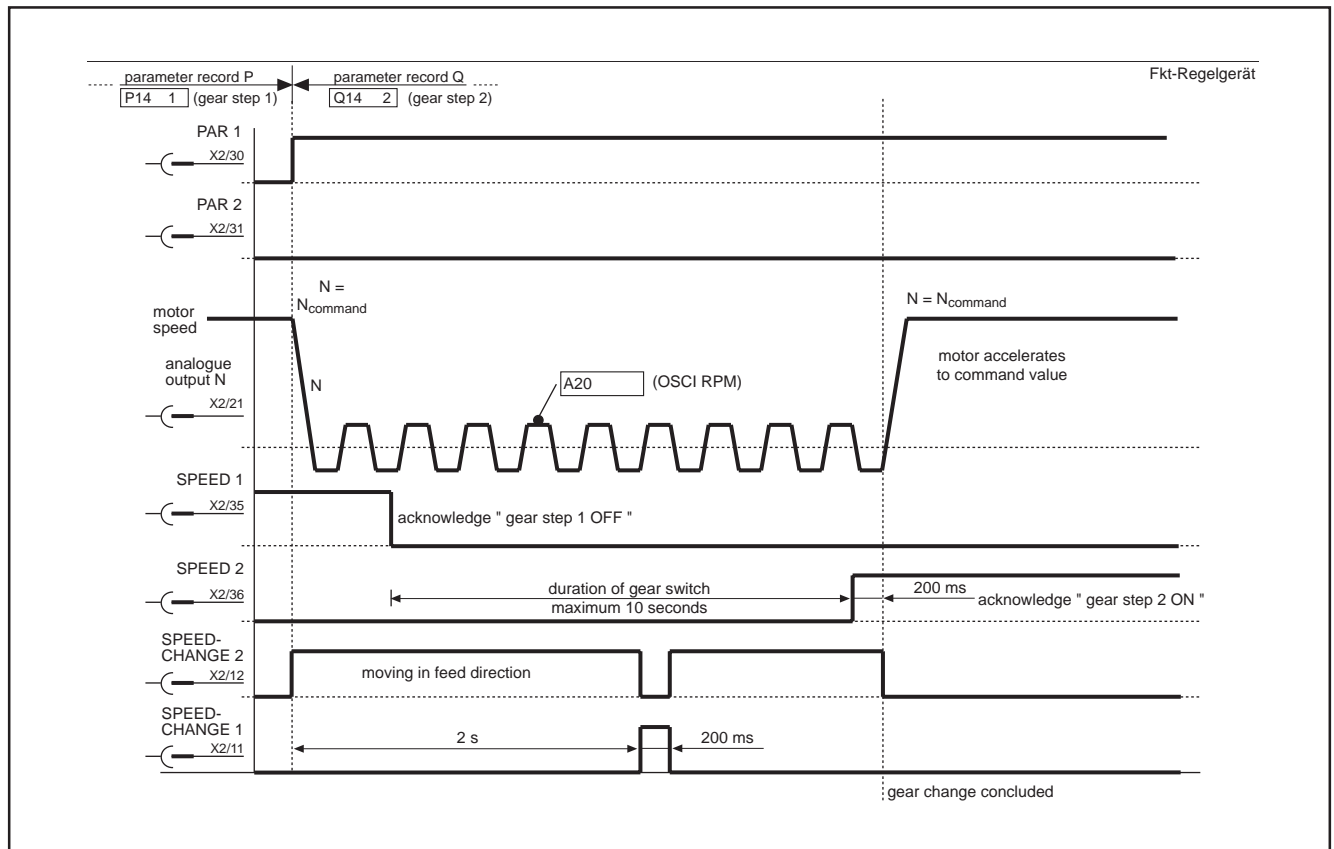 Fkt-Regelgerät
parameter record P
parameter record Q
P14 1 (gear step 1)
Q14 2 (gear step 2)
PAR 1
X2/30
PAR 2
X2/31
N =
Ncommand
N = Ncommand
motor
speed
analogue
output N
X2/21
N
A20 (OSCI RPM)
motor accelerates
to command value
SPEED 1
X2/35
acknowledge " gear step 1 OFF "
SPEED 2
X2/36
duration of gear switch
maximum 10 seconds
200 ms
acknowledge " gear step 2 ON "
SPEED-
CHANGE 2
X2/12
moving in feed direction
SPEED-
CHANGE 1
X2/11
2 s
200 ms
gear change concluded